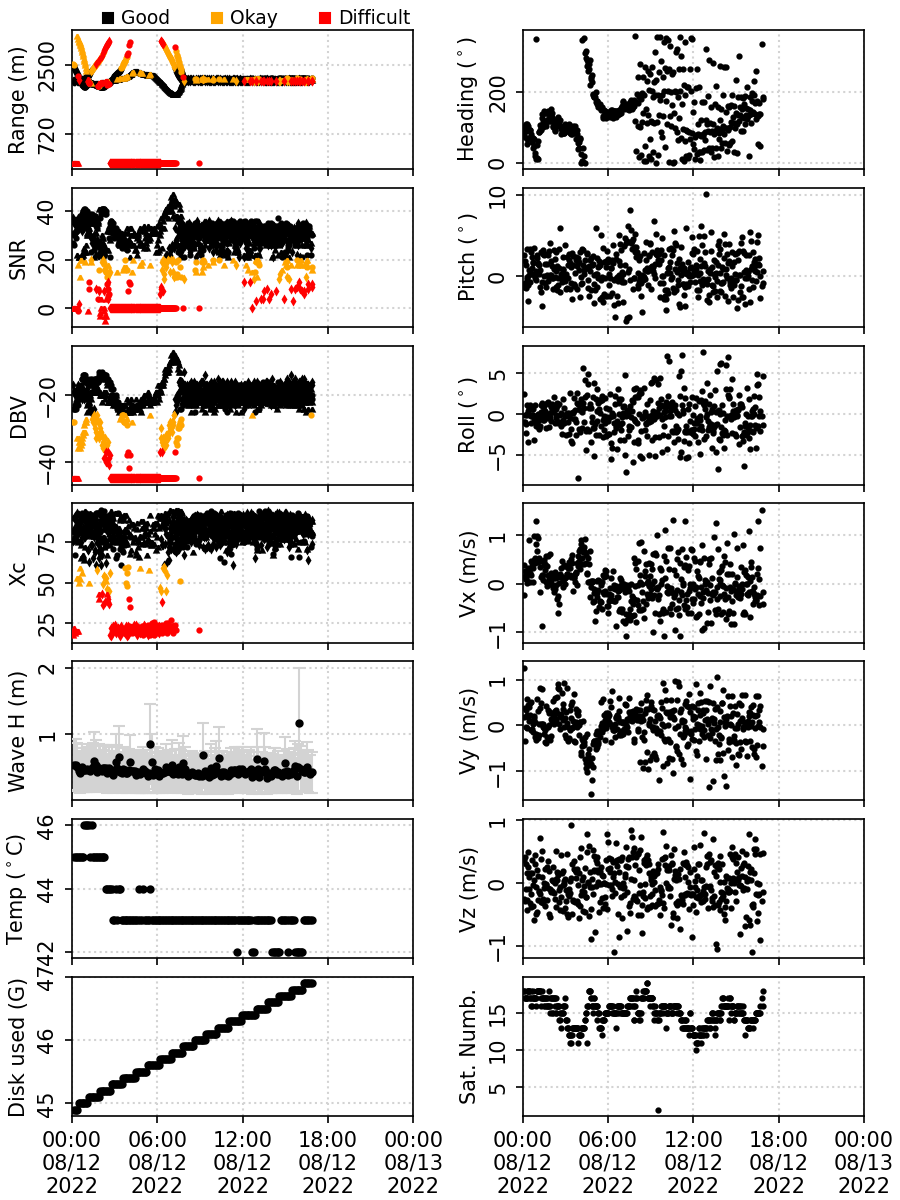 Good Okay Difficult
Range (m)
2500
720
Heading (°)
200
0
SNR
40
20
0
Pitch (°)
10
0
DBV
−20
−40
Roll (°)
5
0
−5
Xc
75
50
25
Vx (m/s)
1
0
−1
Wave H (m)
2
1
Vy (m/s)
1
0
−1
Temp (°C)
46
44
42
Vz (m/s)
1
0
−1
Disk used (G)
47
46
45
Sat. Numb.
15
10
5
00:00 06:00 12:00 18:00 00:00
08/12 08/12 08/12 08/12 08/13
2022 2022 2022 2022 2022
00:00 06:00 12:00 18:00 00:00
08/12 08/12 08/12 08/12 08/13
2022 2022 2022 2022 2022